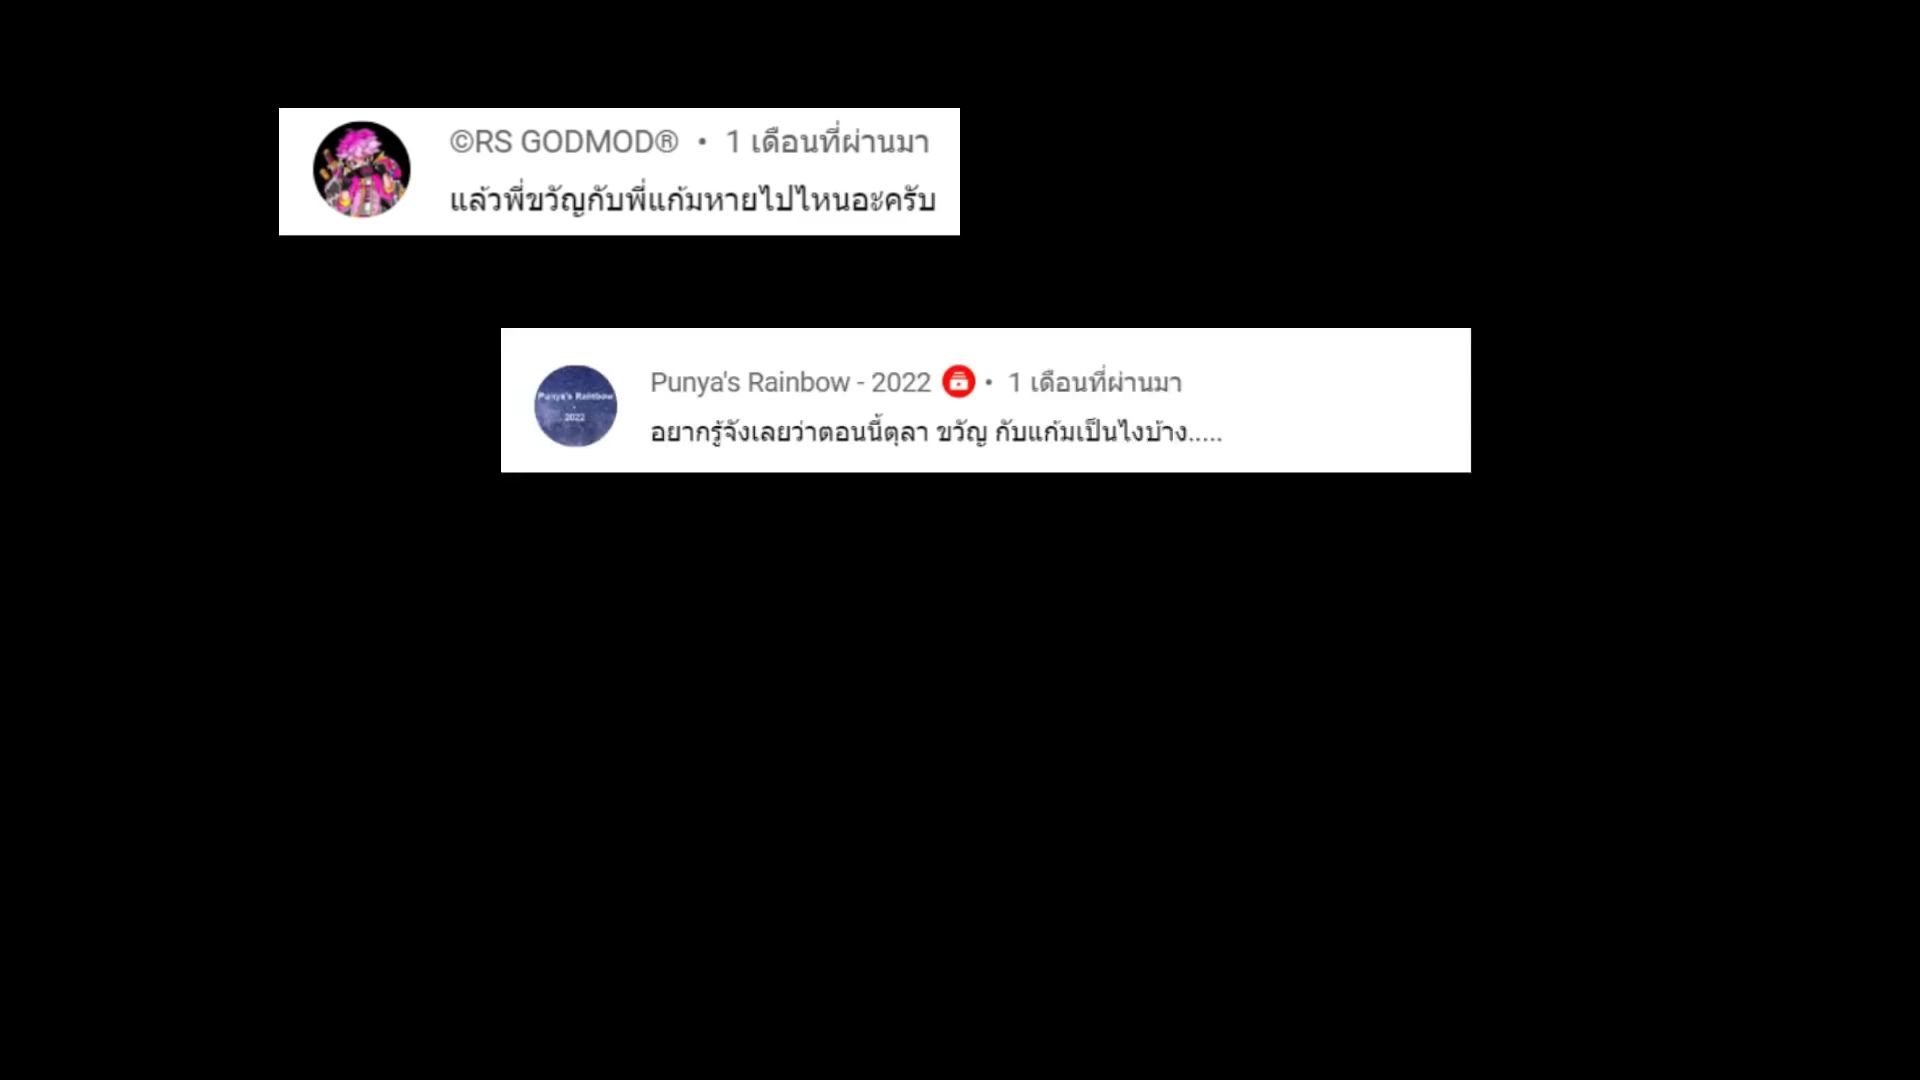 ©RS GODMOD® • 1 เดือนที่ผ่านมา
แล้วพี่ขวัญกับพี่แก้มหายไปไหนอะครับ
Punya's Rainbow - 2022 • 1 เดือนที่ผ่านมา
Punya's Rainbow
-
2022
อยากรู้จังเลยว่าตอนนี้ตุลา ขวัญ กับแก้มเป็นไงบ้าง.....